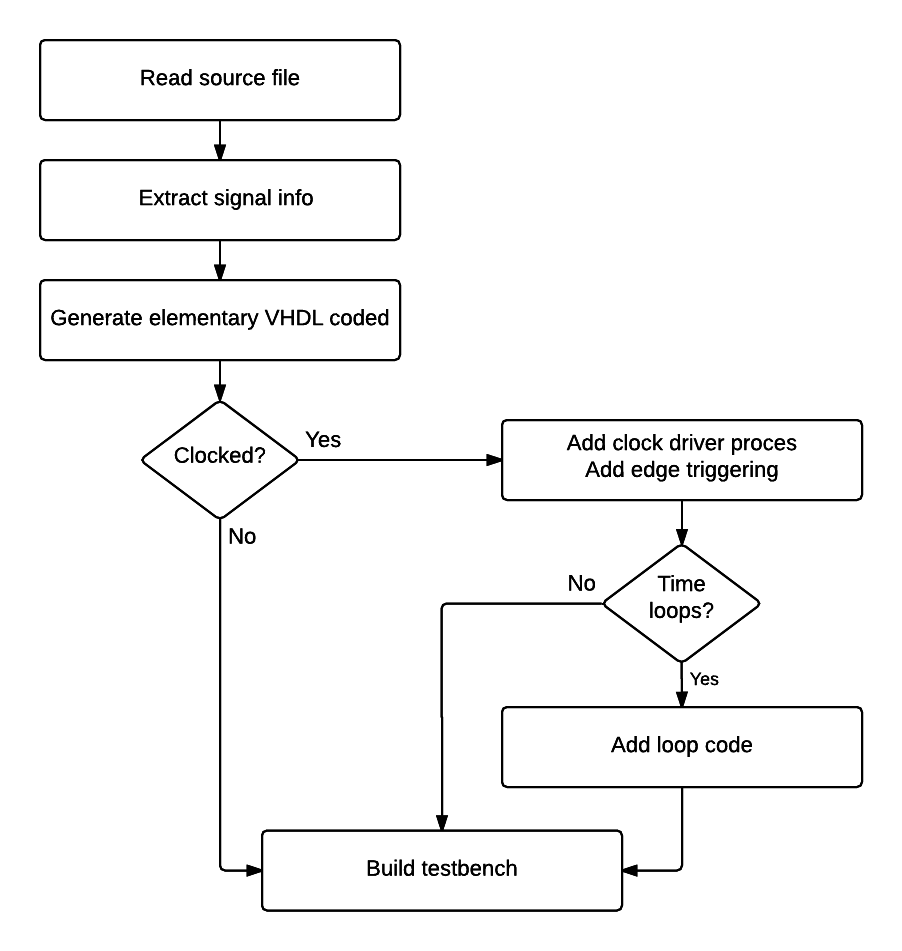 Read source file
Extract signal info
Generate elementary VHDL coded
Clocked?
Yes
No
Add clock driver proces
Add edge triggering
Time
loops?
No
Yes
Add loop code
Build testbench